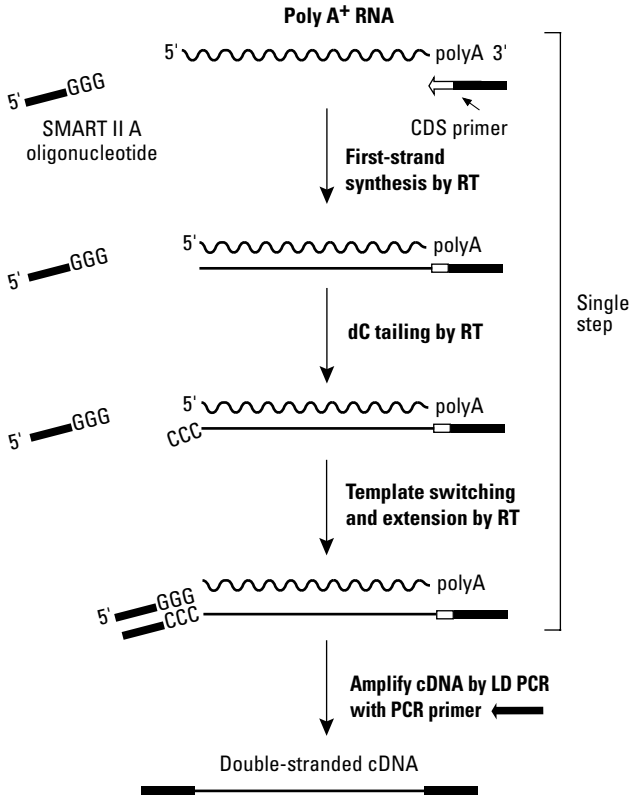 Poly A+ RNA
5' polyA 3'
5' GGG
SMART II A
oligonucleotide
CDS primer
First-strand
synthesis by RT
5' polyA
5' GGG
Single
step
dC tailing by RT
5' polyA
5' GGG
CCC
Template switching
and extension by RT
polyA
5' GGG
CCC
Amplify cDNA by LD PCR
with PCR primer
Double-stranded cDNA